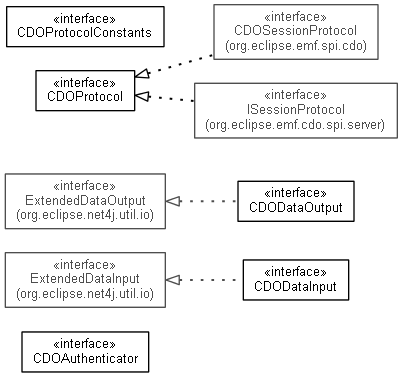 «interface»
CDOProtocolConstants
«interface»
CDOSessionProtocol
(org.eclipse.emf.spi.cdo)
«interface»
CDOProtocol
«interface»
ISessionProtocol
(org.eclipse.emf.cdo.spi.server)
«interface»
ExtendedDataOutput
(org.eclipse.net4j.util.io)
«interface»
CDODataOutput
«interface»
ExtendedDataInput
(org.eclipse.net4j.util.io)
«interface»
CDODataInput
«interface»
CDOAuthenticator